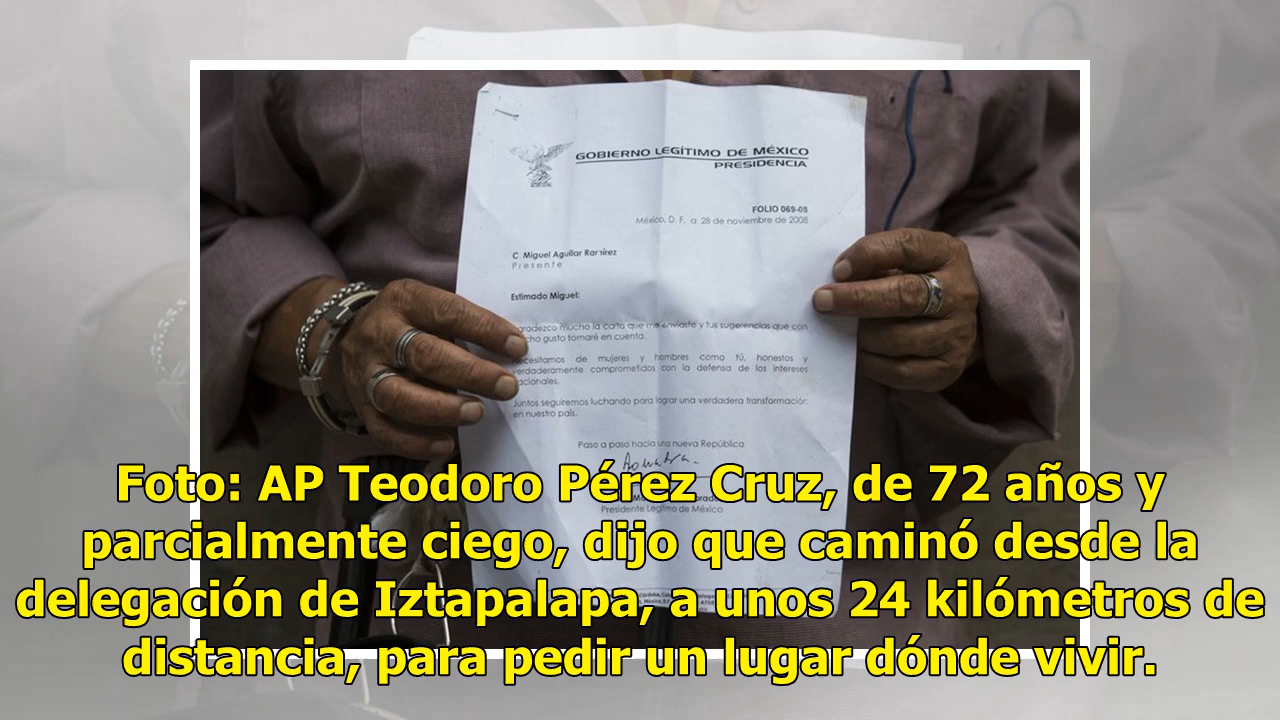 GOBIERNO LEGÍTIMO DE MÉXICO
PRESIDENCIA
FOLIO 069-08
México, D. F. a 28 de noviembre de 2008
C Miguel Aguilar Ramírez
Presente
Estimado Miguel:
mucho la carta que me enviaste y tus sugerencias que con
gusto tomaré en cuenta.
de mujeres y hombres como tú, honestos y
verdaderamente comprometidos con la defensa de los intereses
Juntos seguiremos luchando para lograr una verdadera transformación
en nuestro país.
Paso a paso hacia una nueva República
Presidente Legítimo de México
Foto: AP Teodoro Pérez Cruz, de 72 años y
parcialmente ciego, dijo que caminó desde la
delegación de Iztapalapa, a unos 24 kilómetros de
distancia, para pedir un lugar dónde vivir.